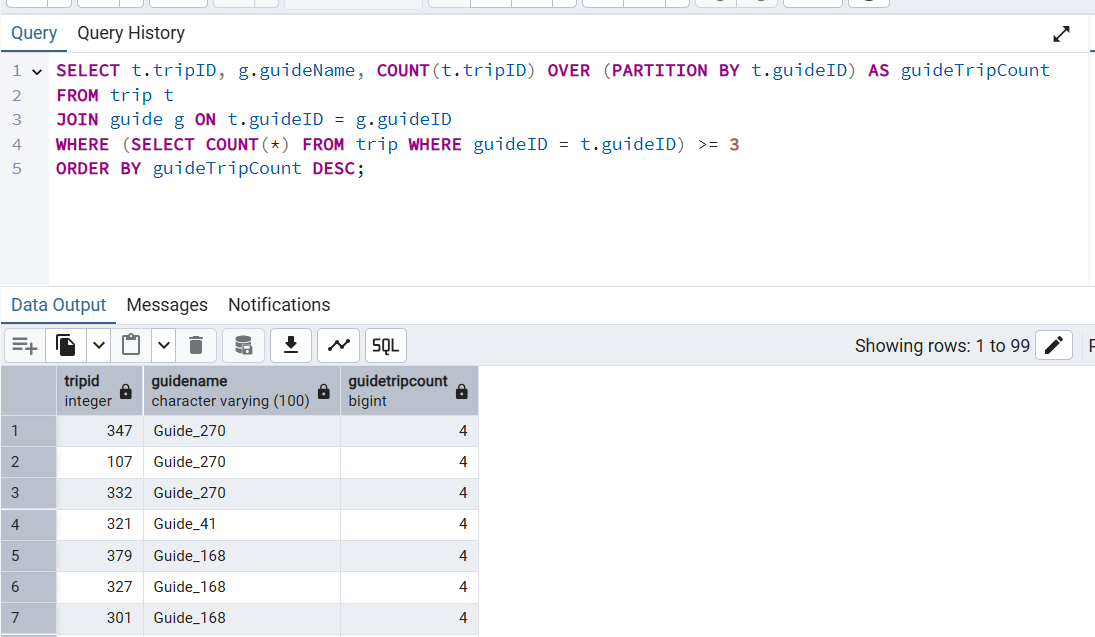 Query Query History
1 SELECT t.tripID, g.guideName, COUNT(t.tripID) OVER (PARTITION BY t.guideID) AS guideTripCount
2 FROM trip t
3 JOIN guide g ON t.guideID = g.guideID
4 WHERE (SELECT COUNT(*) FROM trip WHERE guideID = t.guideID) >= 3
5 ORDER BY guideTripCount DESC;
Data Output Messages Notifications
SQL Showing rows: 1 to 99
tripid guidename guidetripcount
integer character varying (100) bigint
1 347 Guide_270 4
2 107 Guide_270 4
3 332 Guide_270 4
4 321 Guide_41 4
5 379 Guide_168 4
6 327 Guide_168 4
7 301 Guide_168 4